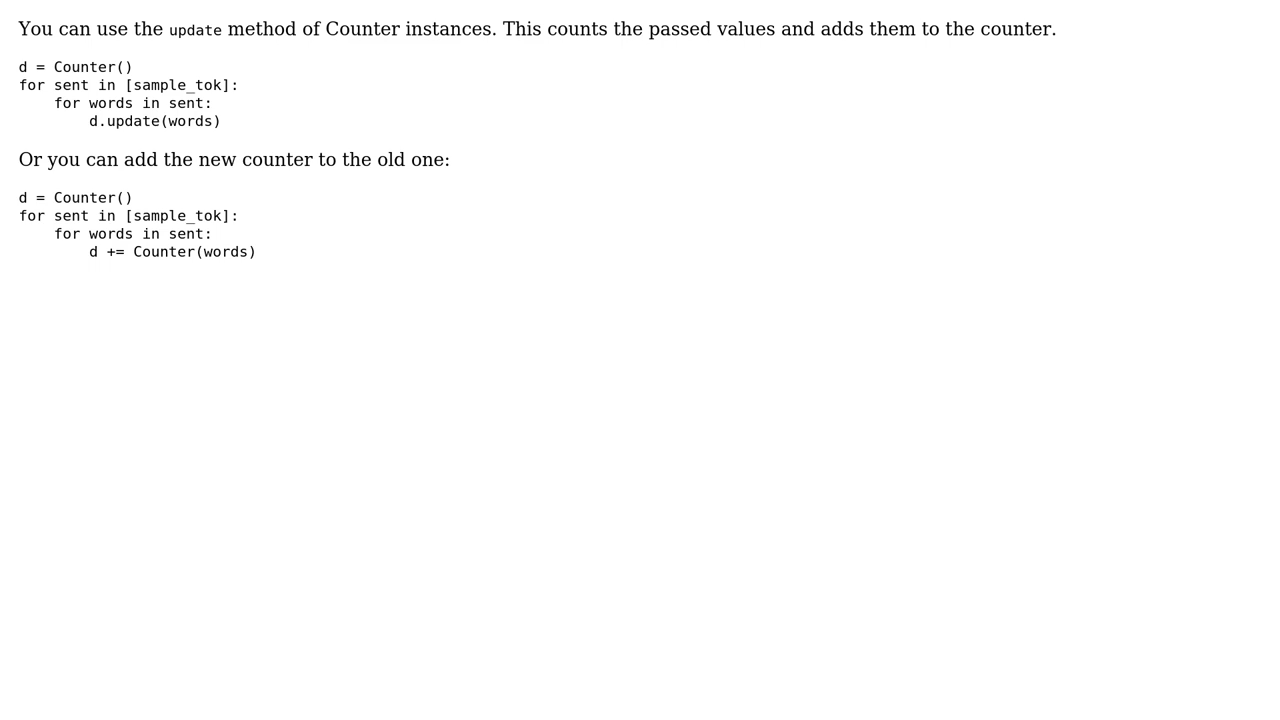 You can use the update method of Counter instances. This counts the passed values and adds them to the counter.
d = Counter()
for sent in [sample_tok]:
    for words in sent:
        d.update(words)
Or you can add the new counter to the old one:
d = Counter()
for sent in [sample_tok]:
    for words in sent:
        d += Counter(words)